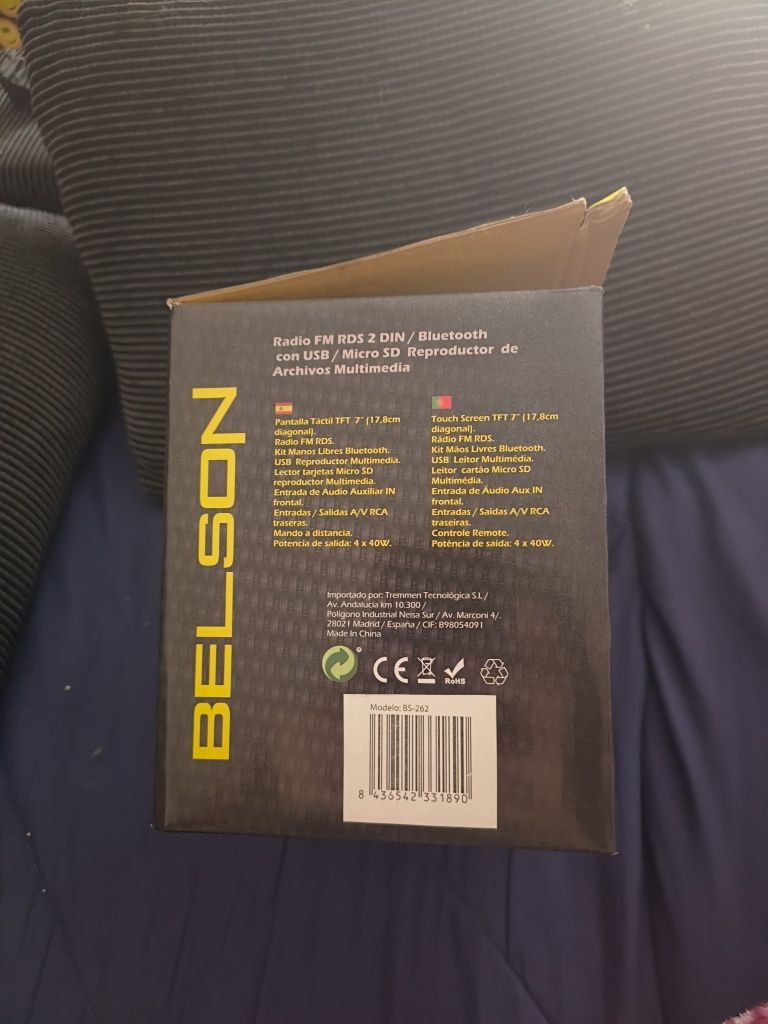 BELSON
Radio FM RDS 2 DIN / Bluetooth
con USB / Micro SD Reproductor de
Archivos Multimedia
Pantalla Táctil TFT 7" (17,8cm
diagonal).
Radio FM RDS.
Kit Manos Libres Bluetooth.
USB Reproductor Multimedia.
Lector tarjetas Micro SD
reproductor Multimedia.
Entrada de Audio Auxiliar IN
frontal.
Entradas / Salidas A/V RCA
traseras.
Mando a distancia.
Potencia de salida: 4 x 40W.
Touch Screen TFT 7" (17,8cm
diagonal).
Rádio FM RDS.
Kit Mãos Livres Bluetooth.
USB Leitor Multimédia.
Leitor cartão Micro SD
Multimédia.
Entrada de Áudio Aux IN
frontal.
Entradas / Saídas A/V RCA
traseiras.
Controle Remote.
Poténcia de saída: 4 x 40W.
Importado por: Tremmen Tecnológica S.L /
Av. Andalucía km 10.300 /
Polígono Industrial Neisa Sur / Av. Marconi 4/.
28021 Madrid / España / CIF: B98054091
Made In China
CE
RoHS
Modelo: BS-262
8 436542 331890